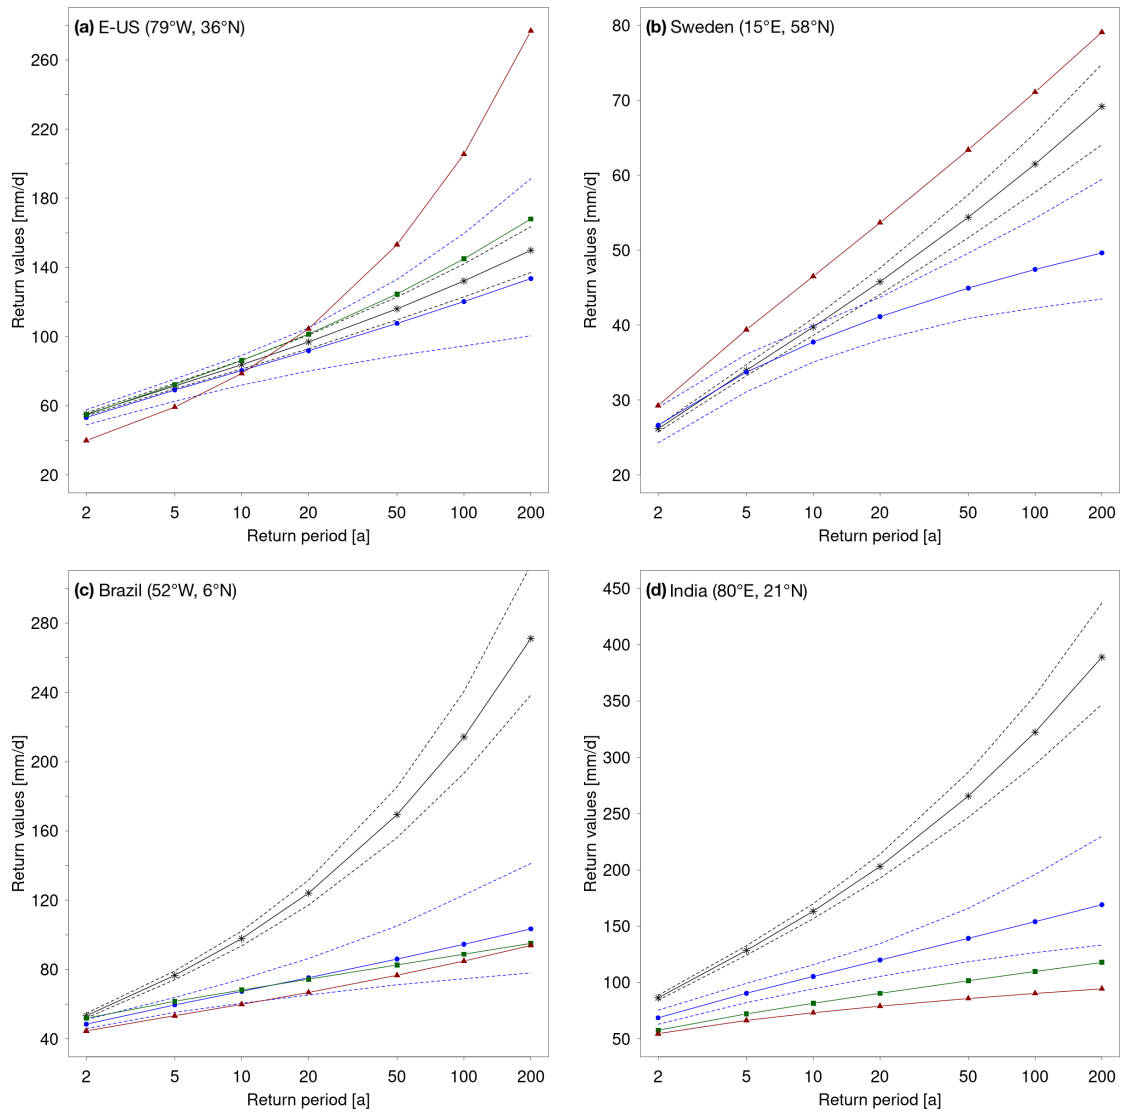 (a) E-US (79°W, 36°N)
Return values [mm/d]
260
220
180
140
100
60
20
2 5 10 20 50 100 200
Return period [a]
(b) Sweden (15°E, 58°N)
Return values [mm/d]
80
70
60
50
40
30
20
2 5 10 20 50 100 200
Return period [a]
(c) Brazil (52°W, 6°N)
Return values [mm/d]
280
240
200
160
120
80
40
2 5 10 20 50 100 200
Return period [a]
(d) India (80°E, 21°N)
Return values [mm/d]
450
400
350
300
250
200
150
100
50
2 5 10 20 50 100 200
Return period [a]